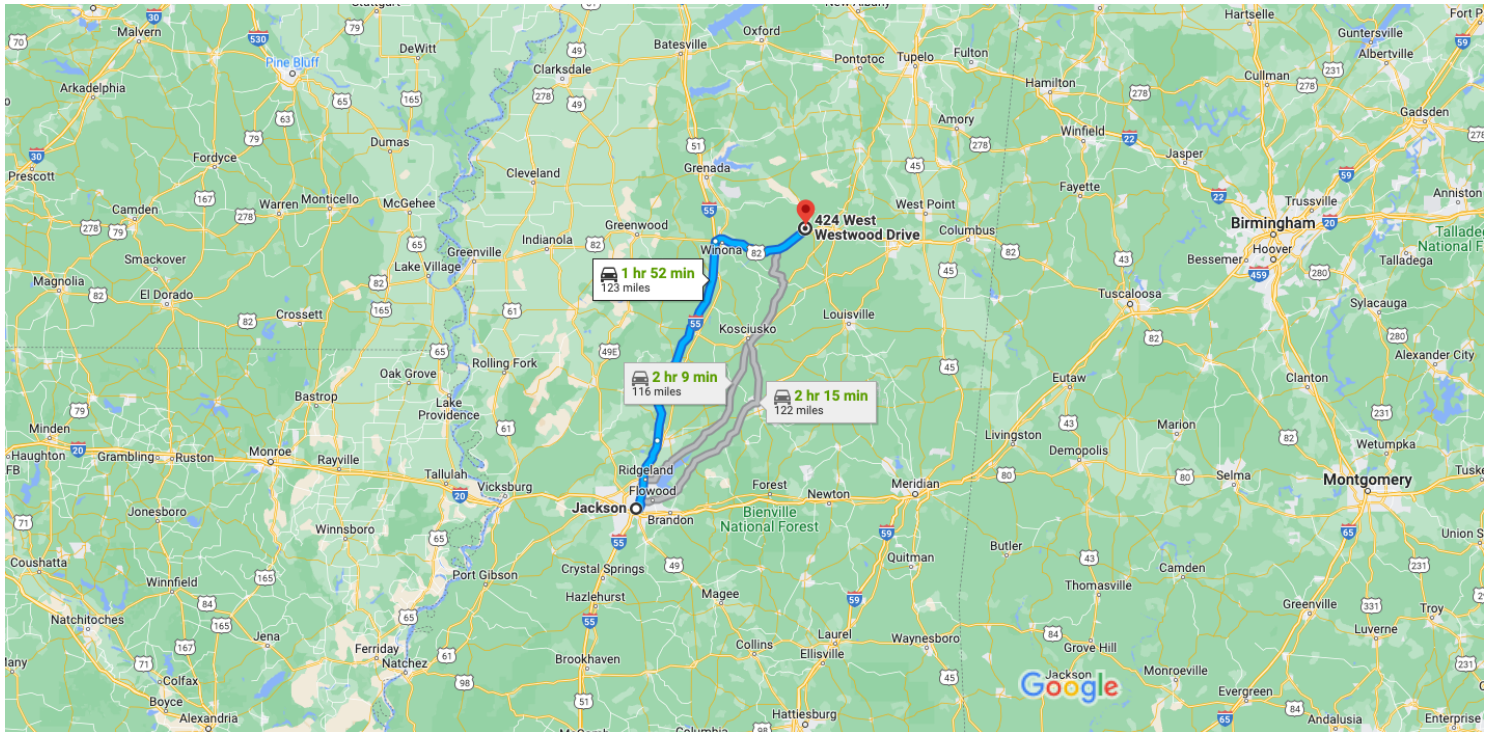 Malvern
DeWitt
Pine Bluff
Arkadelphia
Prescott
Fordyce
Dumas
Camden
Warren
Monticello
McGehee
Smackover
Magnolia
El Dorado
Crossett
Lake Village
Greenville
Indianola
Cleveland
Clarksdale
Batesville
Oxford
Pontotoc
Tupelo
Fulton
Hamilton
Hartselle
Guntersville
Albertville
Cullman
Gadsden
Amory
Winfield
Jasper
Grenada
Greenwood
Winona
424 West
Westwood Drive
West Point
Columbus
Fayette
Trussville
Anniston
Birmingham
Hoover
Bessemer
Talladega
Sylacauga
Tuscaloosa
1 hr 52 min
123 miles
Kosciusko
Louisville
2 hr 9 min
116 miles
2 hr 15 min
122 miles
Rolling Fork
Oak Grove
Lake
Providence
Bastrop
Minden
Haughton
Grambling
Ruston
Monroe
Rayville
Tallulah
Vicksburg
Ridgeland
Flowood
Jackson
Brandon
Forest
Newton
Meridian
Bienville
National Forest
Eutaw
Livingston
Demopolis
Marion
Selma
Clanton
Alexander City
Wetumpka
Montgomery
Jonesboro
Winnsboro
Coushatta
Winnfield
Natchitoches
Jena
Ferriday
Natchez
Colfax
Boyce
Alexandria
Port Gibson
Crystal Springs
Hazlehurst
Brookhaven
Magee
Collins
Laurel
Ellisville
Hattiesburg
Columbia
Quitman
Waynesboro
Butler
Thomasville
Camden
Grove Hill
Jackson
Monroeville
Evergreen
Greenville
Luverne
Troy
Andalusia
Enterprise
Google